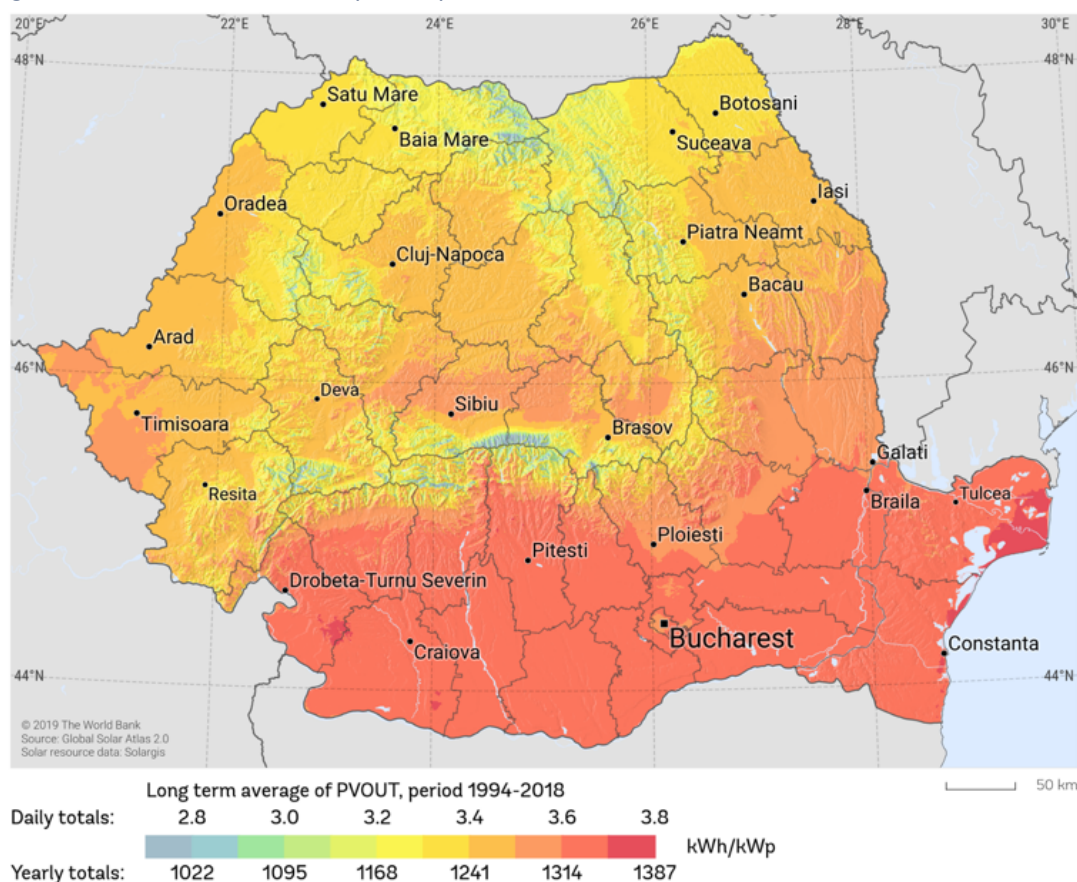 20°E 22°E 24°E 26°E 28°E 30°E
48°N 48°N
Satu Mare
Botosani
Baia Mare
Suceava
Iasi
Oradea
Piatra Neamt
Cluj-Napoca
Bacau
Arad
46°N 46°N
Deva
Sibiu
Timisoara
Brasov
Galati
Resita
Braila
Tulcea
Ploiesti
Pitesti
Drobeta-Turnu Severin
Bucharest
Craiova
Constanta
44°N 44°N
© 2019 The World Bank
Source: Global Solar Atlas 2.0
Solar resource data: Solargis
Long term average of PVOUT, period 1994-2018
50 km
Daily totals: 2.8 3.0 3.2 3.4 3.6 3.8
kWh/kWp
Yearly totals: 1022 1095 1168 1241 1314 1387